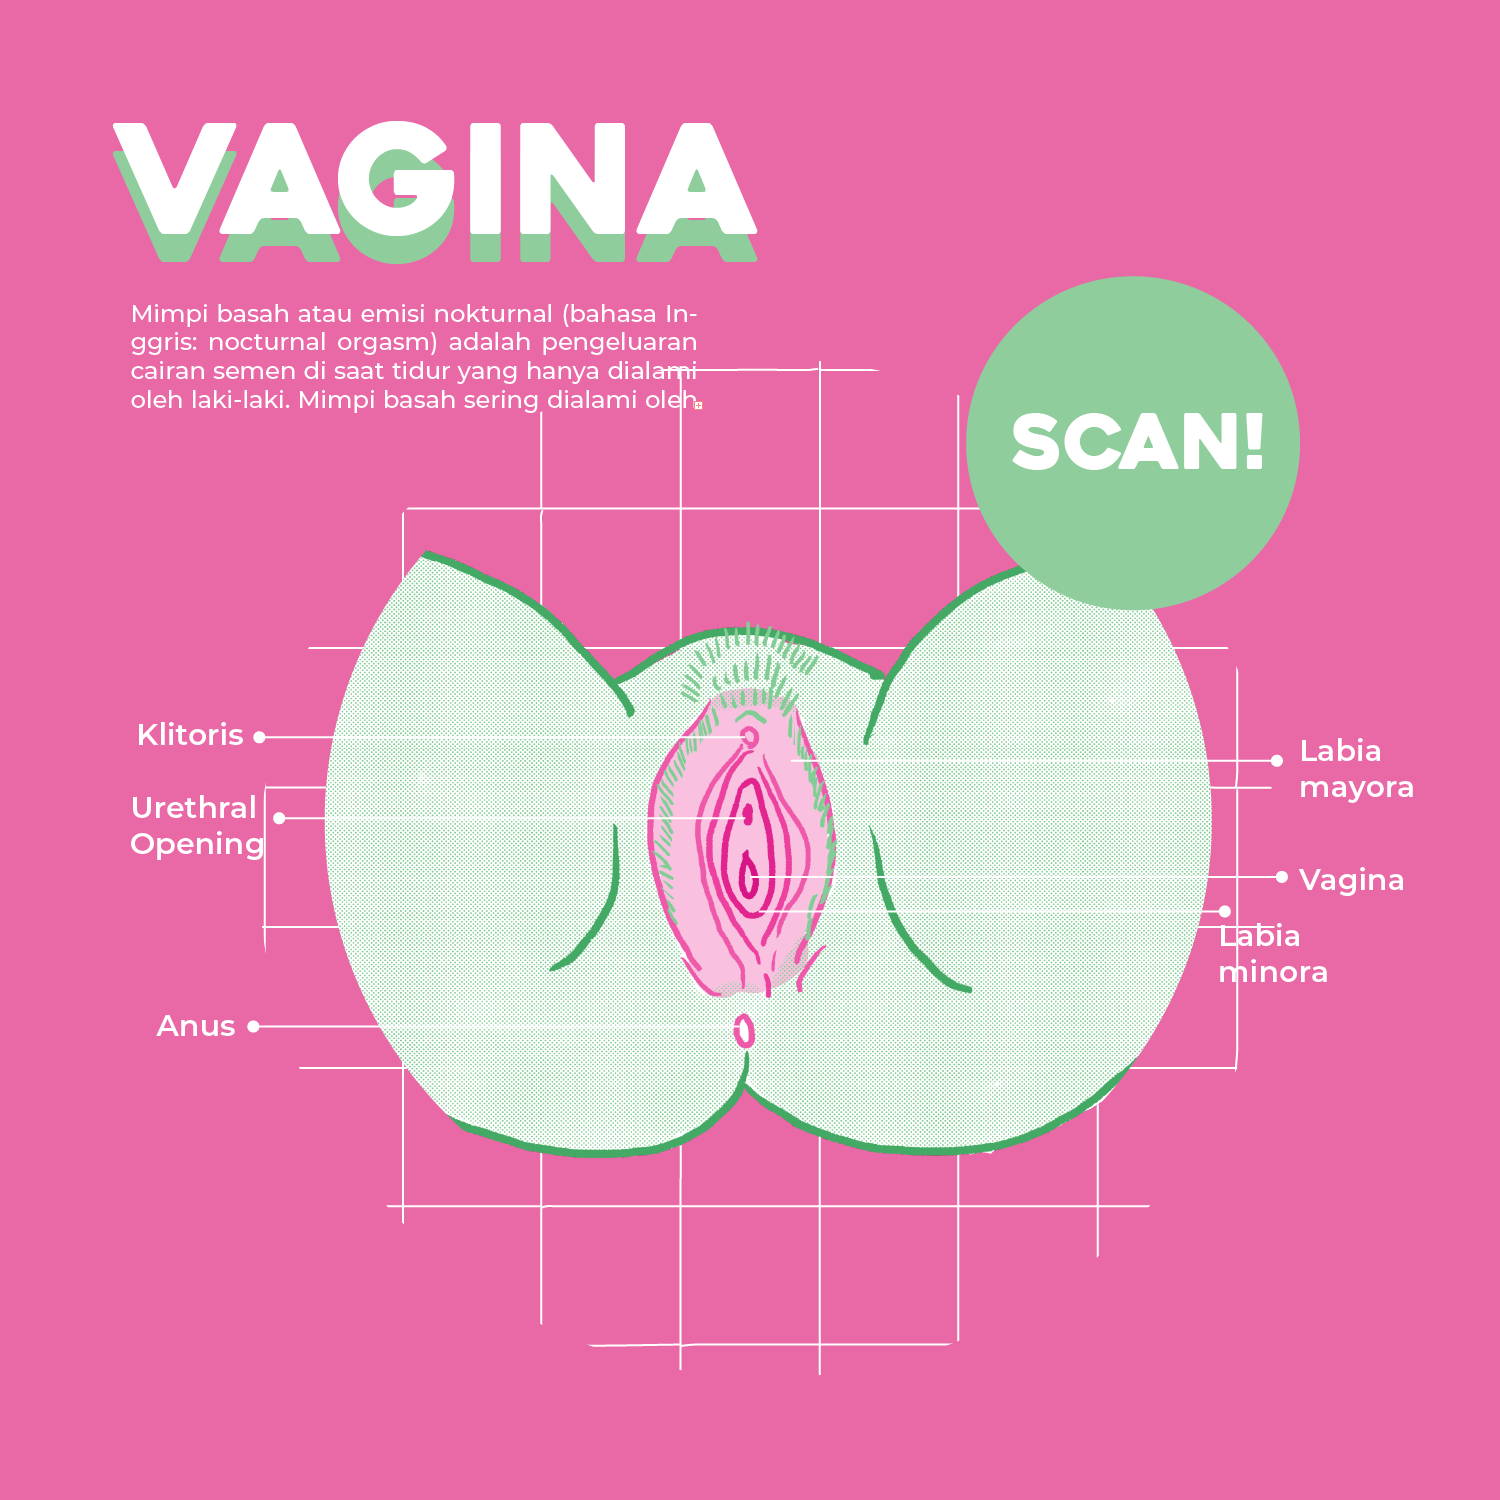 VAGINA
Mimpi basah atau emisi nokturnal (bahasa In-
ggris: nocturnal orgasm) adalah pengeluaran
cairan semen di saat tidur yang hanya dialami
oleh laki-laki. Mimpi basah sering dialami oleh
SCAN!
Klitoris
Labia
mayora
Urethral
Opening
Vagina
Labia
minora
Anus